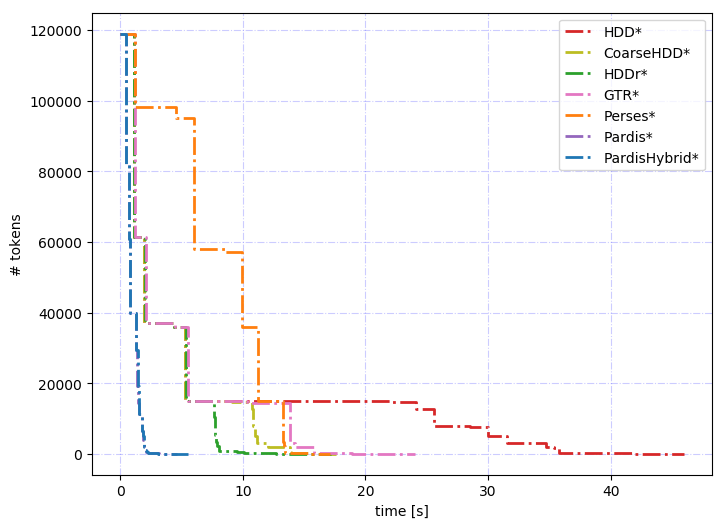 120000
100000
80000
60000
40000
20000
0
# tokens
HDD*
CoarseHDD*
HDDr*
GTR*
Perses*
Pardis*
PardisHybrid*
0 10 20 30 40
time [s]